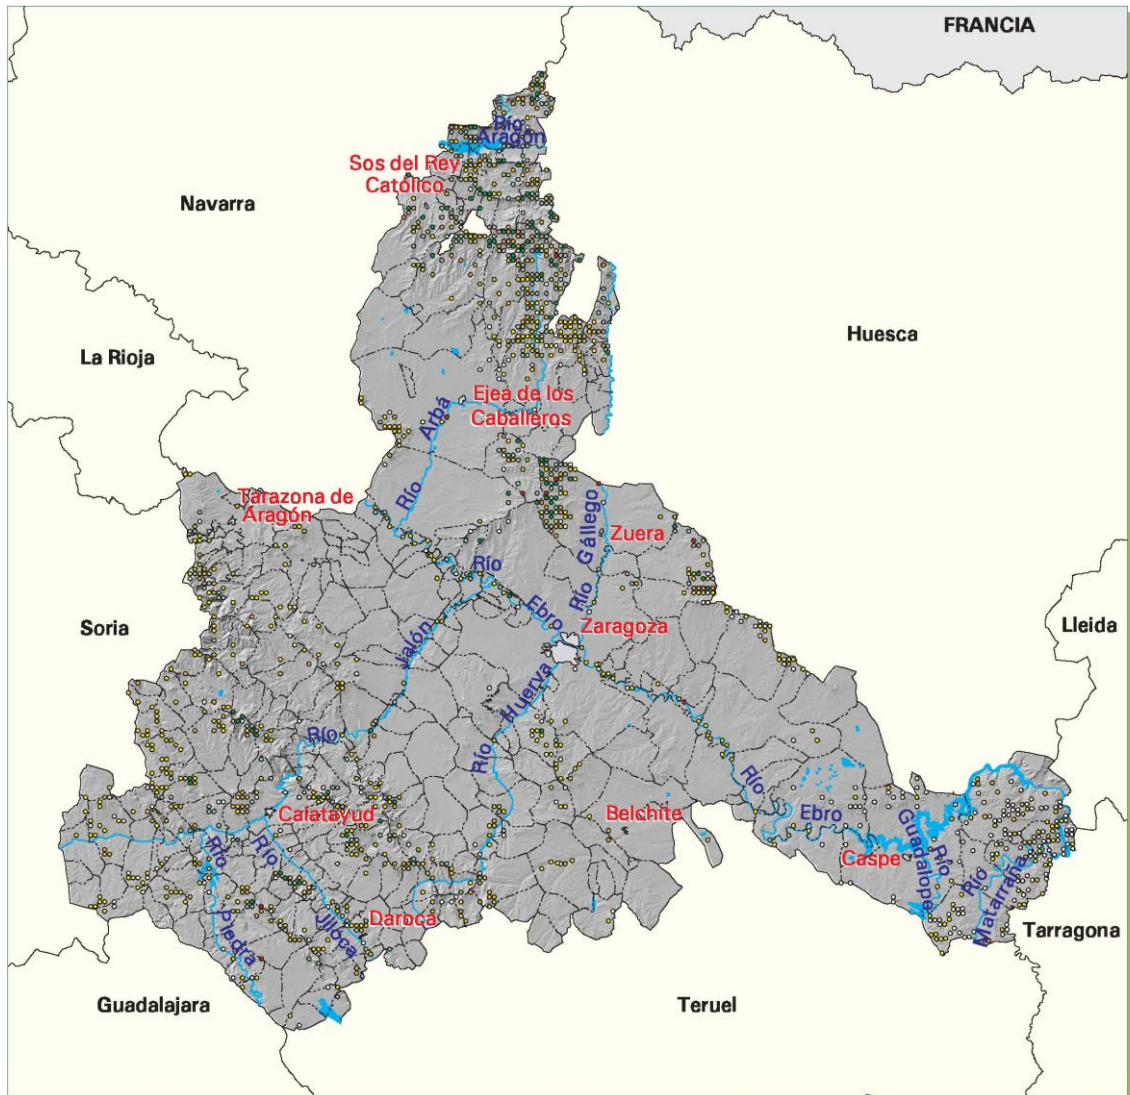 FRANCIA
Río
Aragón
Sos del Rey
Católico
Navarra
Huesca
La Rioja
Ejea de los
Caballeros
Río Arbá
Tarazona de
Aragón
Río Gállego
Zuera
Río Ebro
Zaragoza
Soria
Lleida
Río Jalón
Río Huerva
Río Ebro
Calatayud
Belchite
Caspe
Río Guadalope
Río Matarraña
Río Piedra
Río Jiloca
Daroca
Tarragona
Guadalajara
Teruel